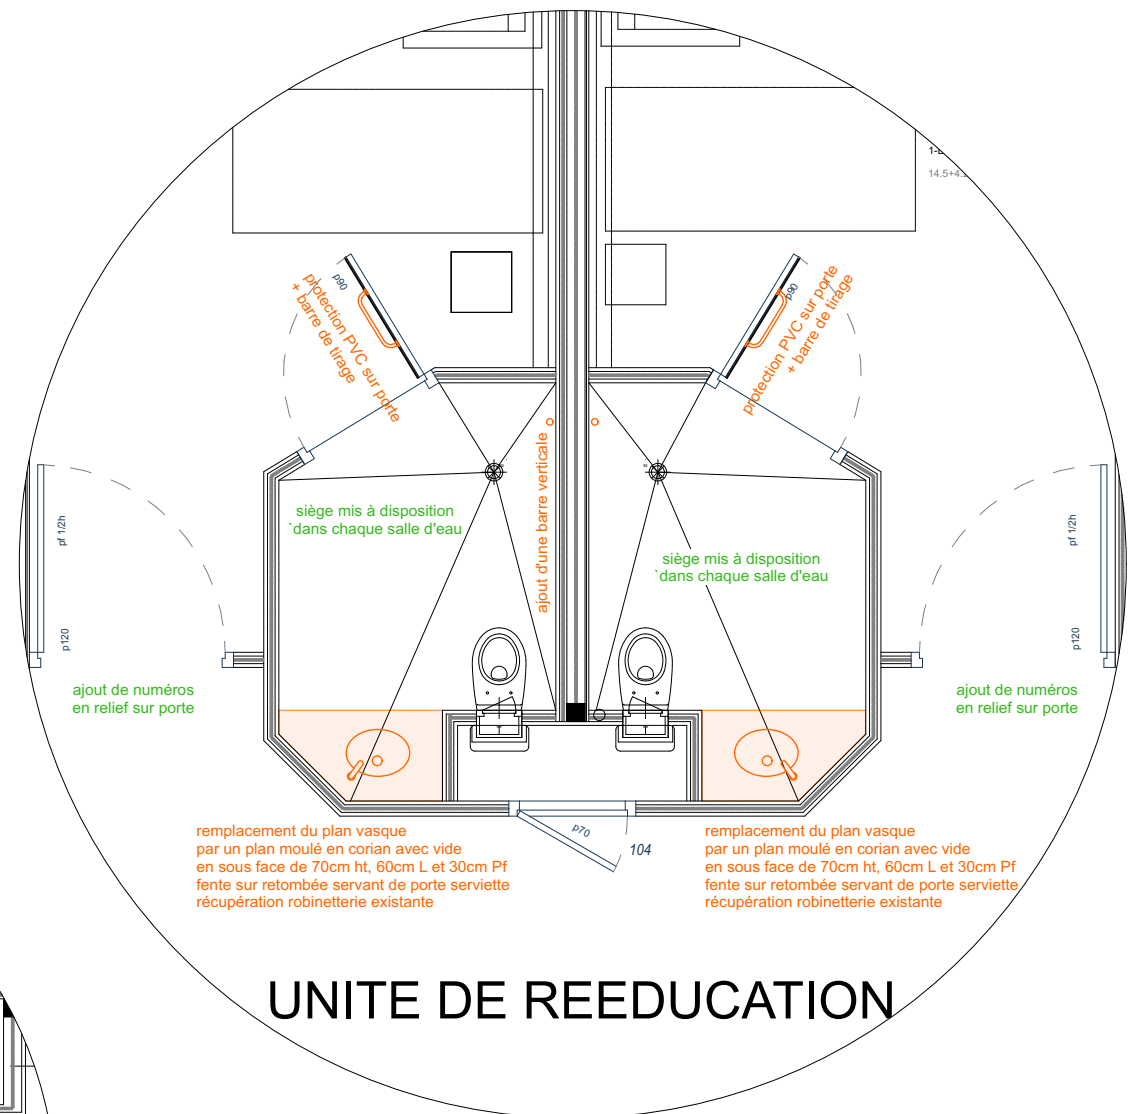 14.5+4.
p90
protection PVC sur porte
+ barre de tirage
p90
protection PVC sur porte
+ barre de tirage
ajout d'une barre verticale
siège mis à disposition
`dans chaque salle d'eau
siège mis à disposition
`dans chaque salle d'eau
pf 1/2h
p120
pf 1/2h
p120
ajout de numéros
en relief sur porte
ajout de numéros
en relief sur porte
remplacement du plan vasque
par un plan moulé en corian avec vide
en sous face de 70cm ht, 60cm L et 30cm Pf
fente sur retombée servant de porte serviette
récupération robinetterie existante
p70
104
remplacement du plan vasque
par un plan moulé en corian avec vide
en sous face de 70cm ht, 60cm L et 30cm Pf
fente sur retombée servant de porte serviette
récupération robinetterie existante
UNITE DE REEDUCATION